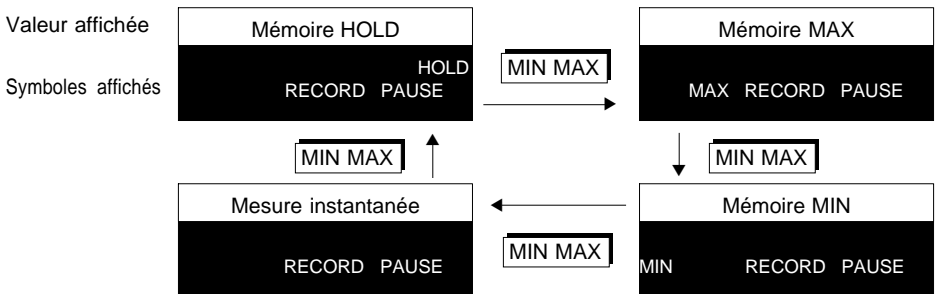 Valeur affichée
Mémoire HOLD
Mémoire MAX
HOLD
MIN MAX
Symboles affichés
RECORD PAUSE
MAX RECORD PAUSE
MIN MAX
MIN MAX
Mesure instantanée
Mémoire MIN
MIN MAX
RECORD PAUSE
MIN RECORD PAUSE